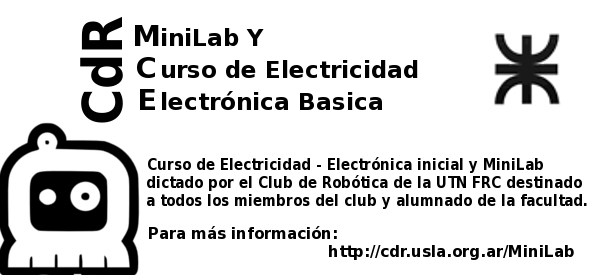 CdR
MiniLab Y
Curso de Electricidad
Electrónica Basica
Curso de Electricidad - Electrónica inicial y MiniLab
dictado por el Club de Robótica de la UTN FRC destinado
a todos los miembros del club y alumnado de la facultad.
Para más información:
http://cdr.usla.org.ar/MiniLab